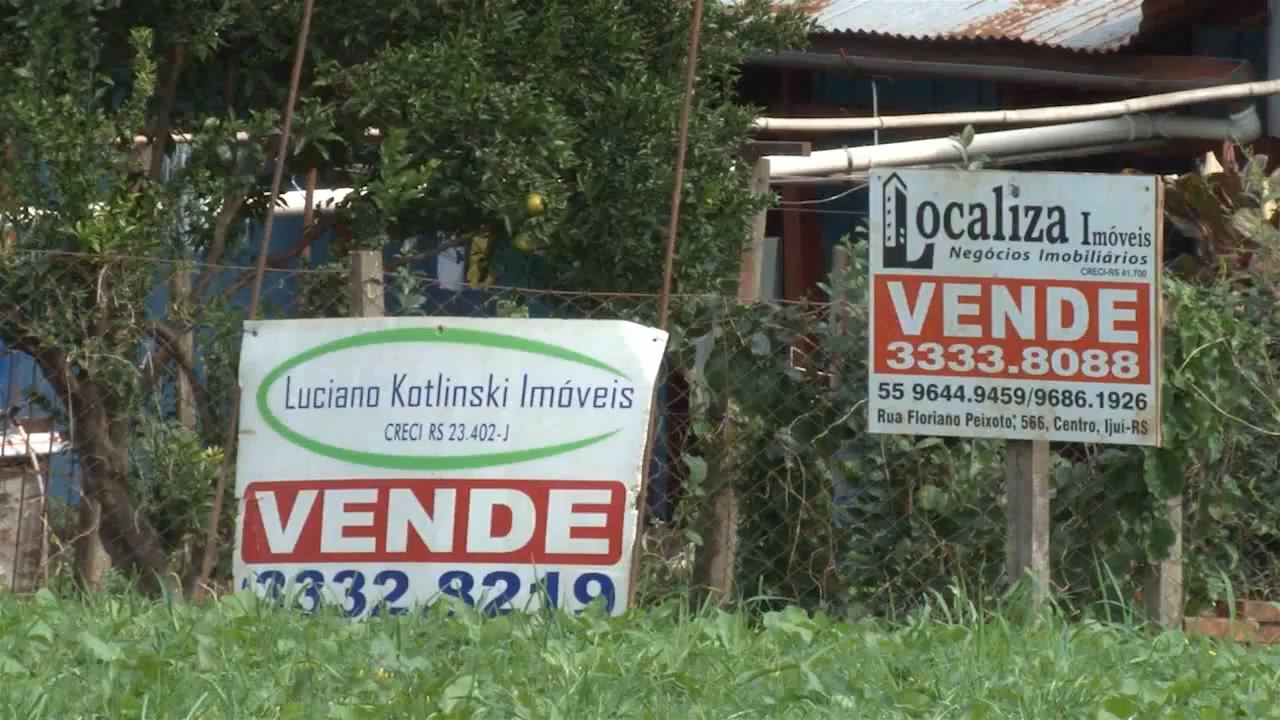 Luciano Kotlinski Imóveis
CRECI RS 23.402-J
VENDE
3332.8219
Localiza Imóveis
Negócios Imobiliários
CRECI-RS 41.700
VENDE
3333.8088
55 9644.9459/9686.1926
Rua Floriano Peixoto, 566, Centro, Ijuí-RS